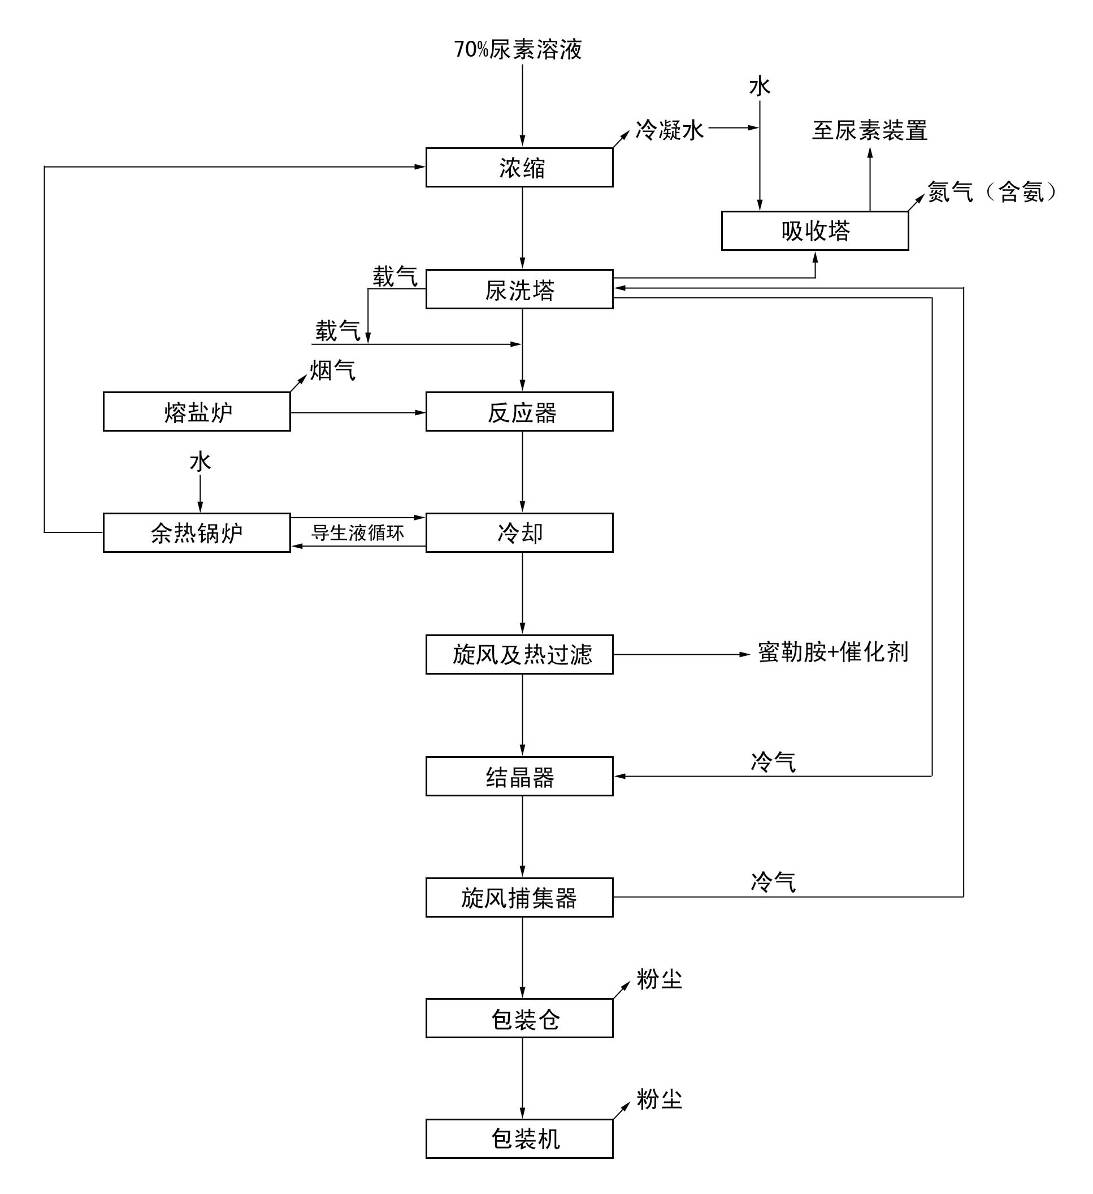 70%尿素溶液
水
冷凝水
至尿素装置
浓缩
氮气（含氨）
吸收塔
载气
尿洗塔
载气
烟气
熔盐炉
反应器
水
余热锅炉
导生液循环
冷却
旋风及热过滤
蜜勒胺+催化剂
冷气
结晶器
冷气
旋风捕集器
粉尘
包装仓
粉尘
包装机